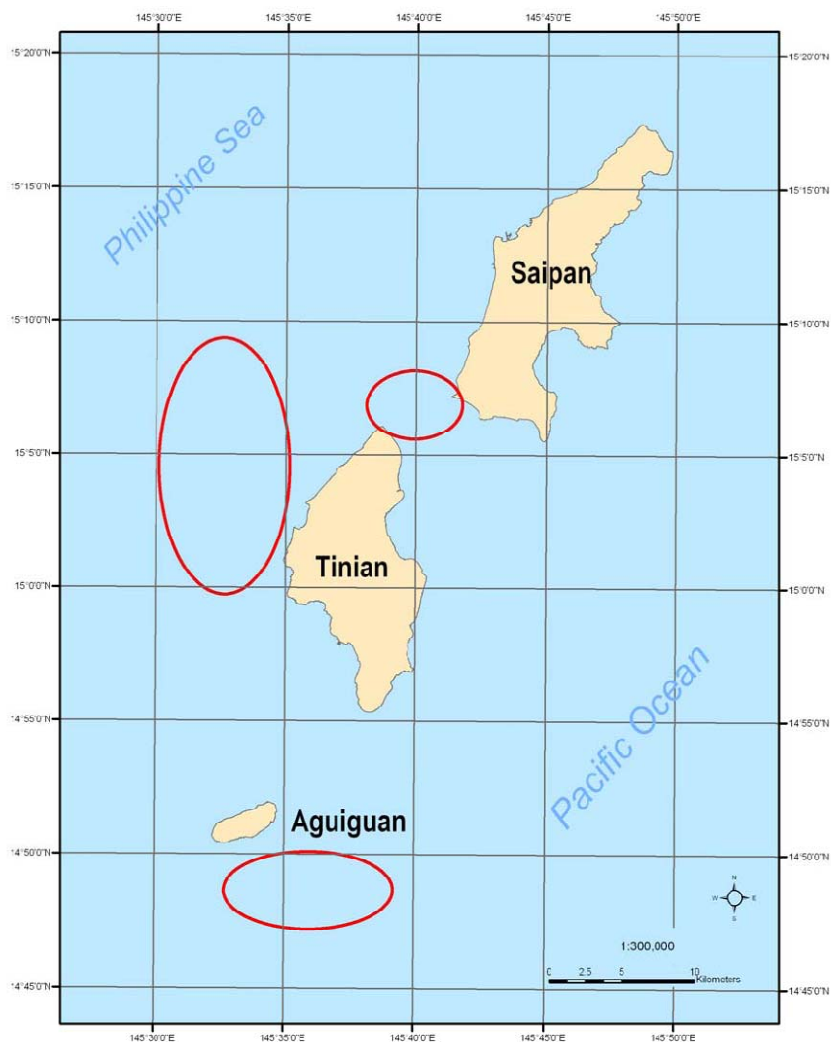 145°30'0"E 145°35'0"E 145°40'0"E 145°45'0"E 145°50'0"E
15°20'0"N 15°20'0"N
Philippine Sea
15°15'0"N 15°15'0"N
Saipan
15°10'0"N 15°10'0"N
15°5'0"N 15°5'0"N
Tinian
15°0'0"N 15°0'0"N
14°55'0"N 14°55'0"N
Pacific Ocean
Aguiguan
14°50'0"N 14°50'0"N
N
W E
S
1:300,000
0 2.5 5 10
Kilometers
14°45'0"N 14°45'0"N
145°30'0"E 145°35'0"E 145°40'0"E 145°45'0"E 145°50'0"E